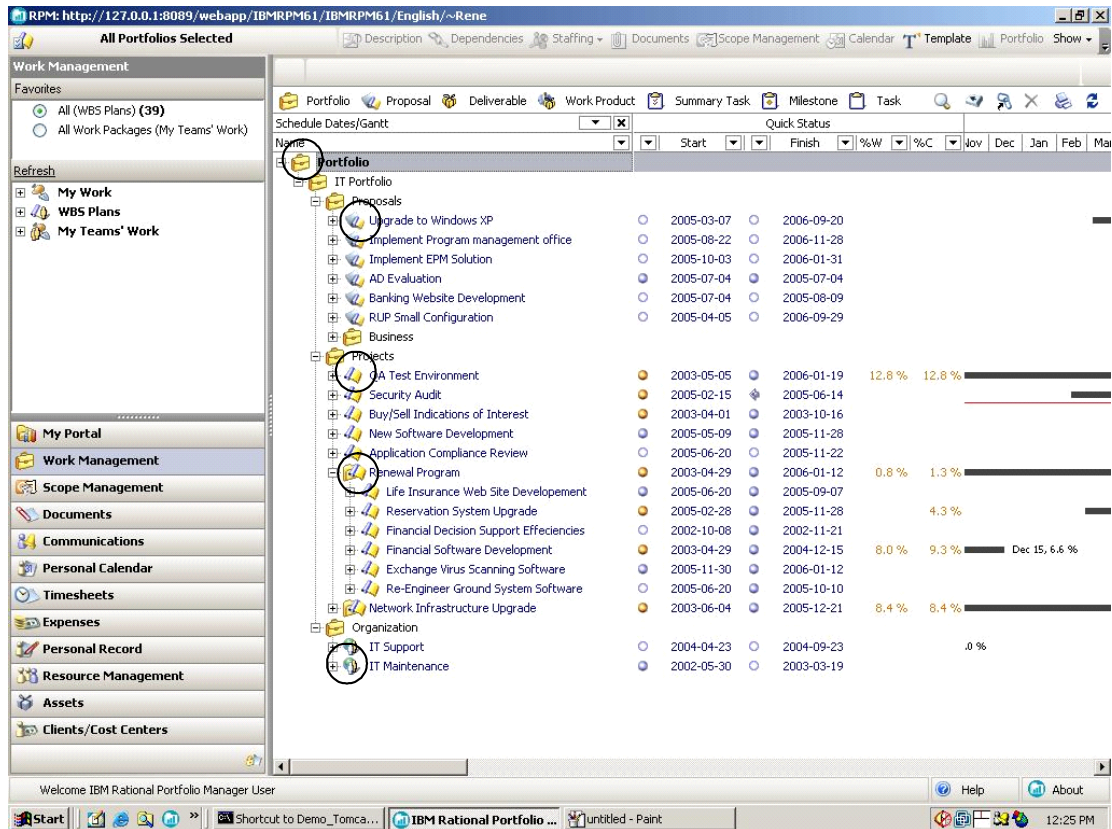 RPM: http://127.0.0.1:8089/webapp/IBMRPM61/IBMRPM61/English/~Rene
All Portfolios Selected
Description Dependencies Staffing Documents Scope Management Calendar Template Portfolio Show
Work Management
Favorites
All (WBS Plans) (39)
All Work Packages (My Teams' Work)
Refresh
My Work
WBS Plans
My Teams' Work
My Portal
Work Management
Scope Management
Documents
Communications
Personal Calendar
Timesheets
Expenses
Personal Record
Resource Management
Assets
Clients/Cost Centers
Portfolio Proposal Deliverable Work Product Summary Task Milestone Task
Schedule Dates/Gantt Quick Status
Name Start Finish %W %C Nov Dec Jan Feb Mar
Portfolio
IT Portfolio
Proposals
Upgrade to Windows XP 2005-03-07 2006-09-20
Implement Program management office 2005-08-22 2006-11-28
Implement EPM Solution 2005-10-03 2006-01-31
AD Evaluation 2005-07-04 2005-07-04
Banking Website Development 2005-07-04 2005-08-09
RUP Small Configuration 2005-04-05 2006-09-29
Business
Projects
QA Test Environment 2003-05-05 2006-01-19 12.8 % 12.8 %
Security Audit 2005-02-15 2005-06-14
Buy/Sell Indications of Interest 2003-04-01 2003-10-16
New Software Development 2005-05-09 2005-11-28
Application Compliance Review 2005-06-20 2005-11-22
Renewal Program 2003-04-29 2006-01-12 0.8 % 1.3 %
Life Insurance Web Site Developement 2005-06-20 2005-09-07
Reservation System Upgrade 2005-02-28 2005-11-28 4.3 %
Financial Decision Support Effeciencies 2002-10-08 2002-11-21
Financial Software Development 2003-04-29 2004-12-15 8.0 % 9.3 % Dec 15, 6.6 %
Exchange Virus Scanning Software 2005-11-30 2006-01-12
Re-Engineer Ground System Software 2005-06-20 2005-10-10
Network Infrastructure Upgrade 2003-06-04 2005-12-21 8.4 % 8.4 %
Organization
IT Support 2004-04-23 2004-09-23 .0 %
IT Maintenance 2002-05-30 2003-03-19
Welcome IBM Rational Portfolio Manager User Help About
Start » Shortcut to Demo_Tomca... IBM Rational Portfolio ... untitled - Paint 12:25 PM